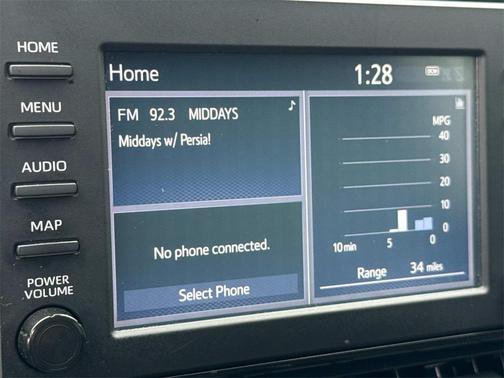 HOME
MENU
AUDIO
MAP
POWER
VOLUME
Home
1:28
FM 92.3 MIDDAYS
Middays w/ Persia!
No phone connected.
Select Phone
MPG
40
30
20
10
0
10 min 5 0
Range 34 miles